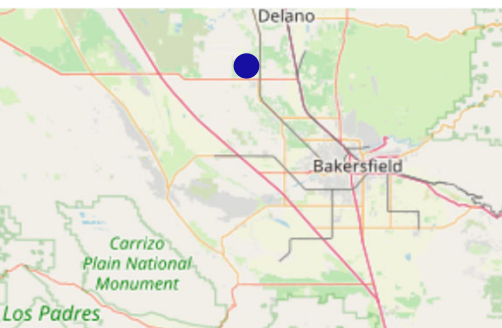 Delano
Bakersfield
Carrizo
Plain National
Monument
Los Padres